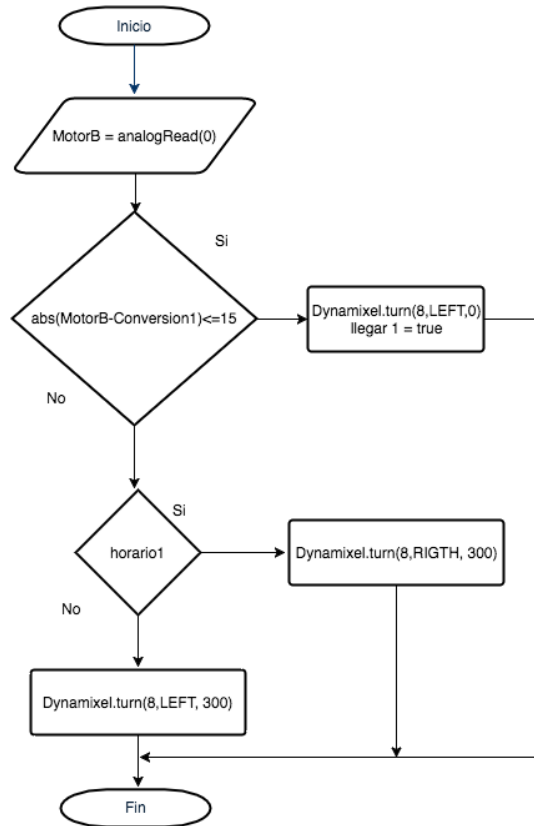 Inicio
MotorB = analogRead(0)
Si
abs(MotorB-Conversion1)<=15
Dynamixel.turn(8,LEFT,0)
llegar 1 = true
No
Si
horario1
Dynamixel.turn(8,RIGTH, 300)
No
Dynamixel.turn(8,LEFT, 300)
Fin